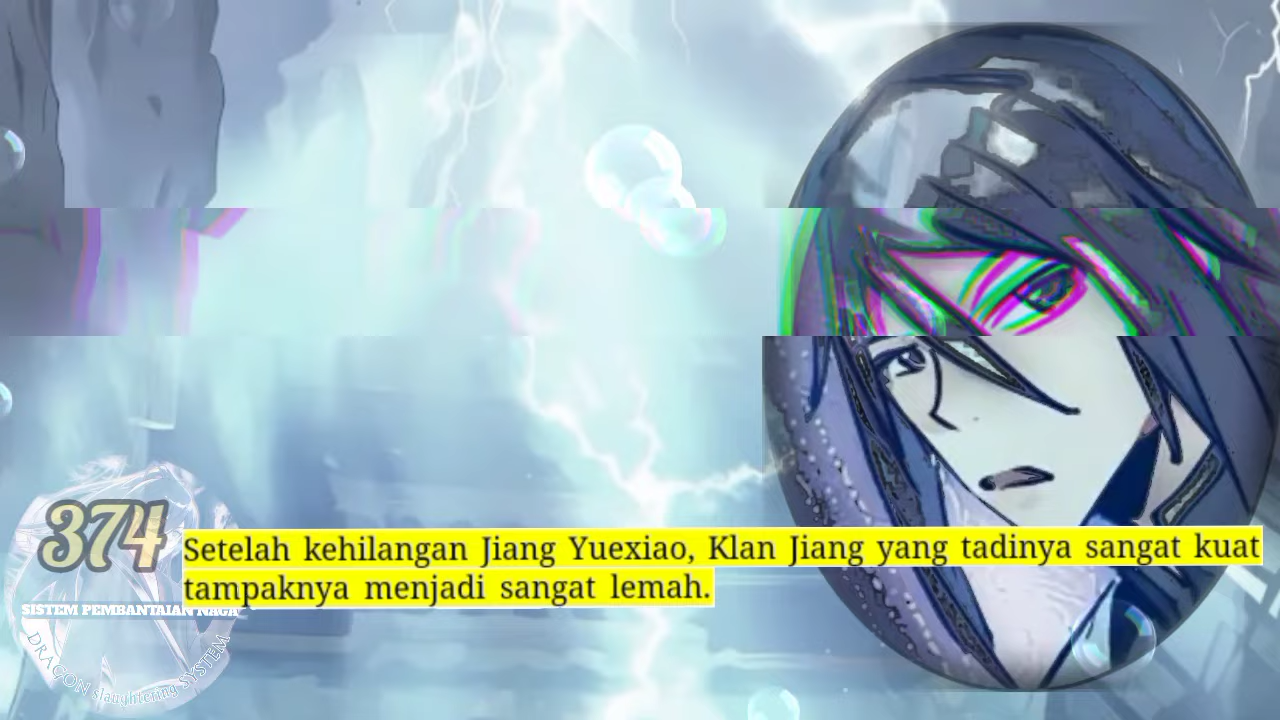 374
Setelah kehilangan Jiang Yuexiao, Klan Jiang yang tadinya sangat kuat
tampaknya menjadi sangat lemah.
SISTEM PEMBANTAIAN NAGA
DRAGON slaughtering SYSTEM